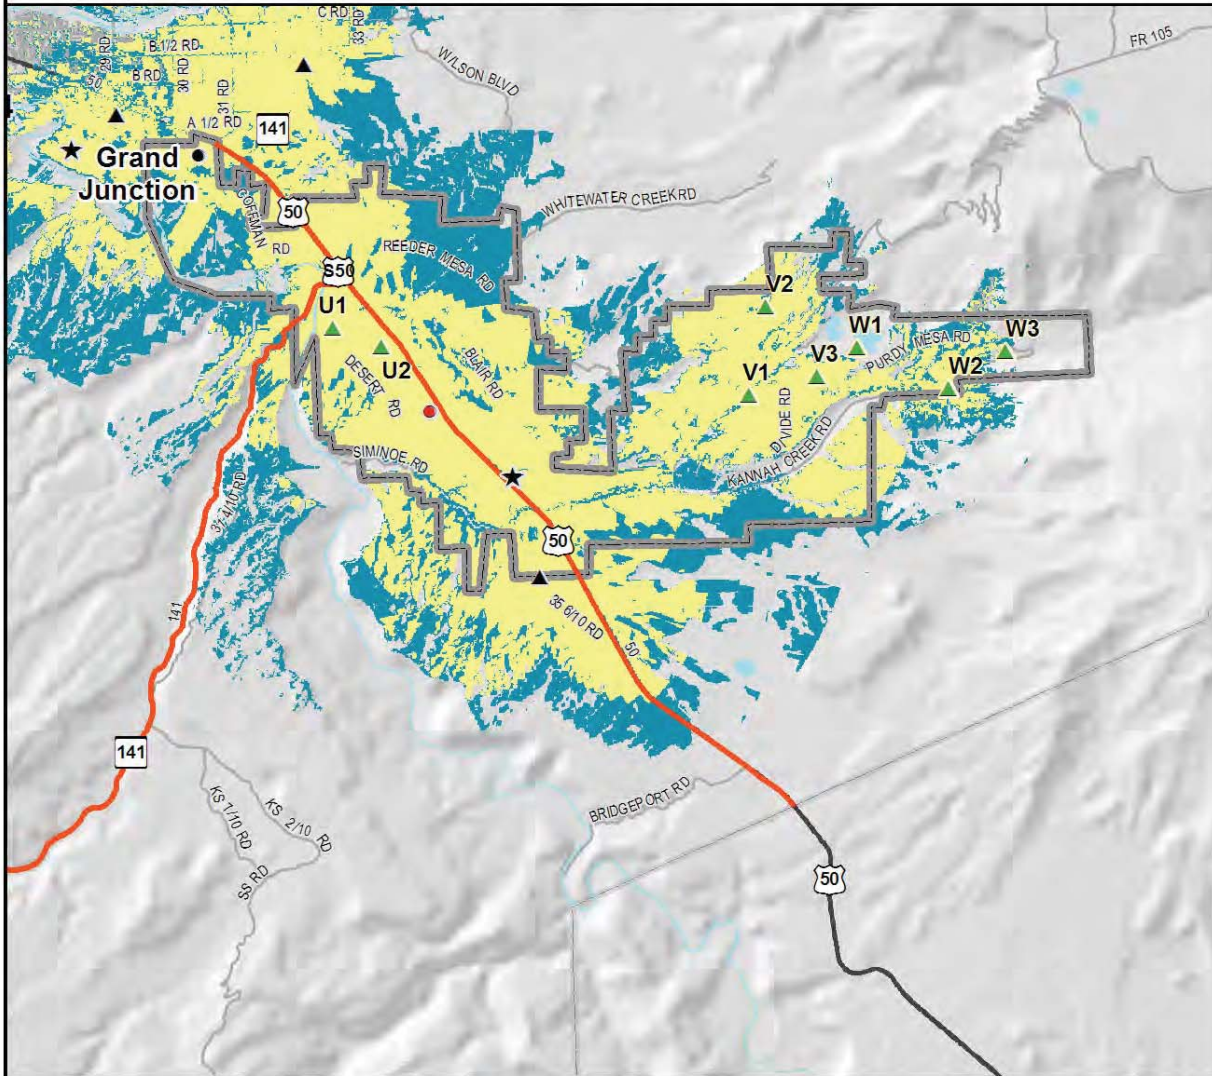 C RD
33 RD
B 1/2 RD
29 RD
B RD
30 RD
50
31 RD
A 1/2 RD
141
WILSON BLVD
FR 105
Grand
Junction
COFFMAN
RD
50
WHITEWATER CREEK RD
REEDER MESA RD
S50
U1
U2
DESERT
RD
BLAIR RD
V2
W1
W3
V3
PURDY MESA RD
V1
W2
DIVIDE RD
KANNAH CREEK RD
SIMINOE RD
37-4/10 RD
50
141
35 6/10 RD
50
141
BRIDGEPORT RD
KS 1/10 RD
KS 2/10 RD
SS RD
50